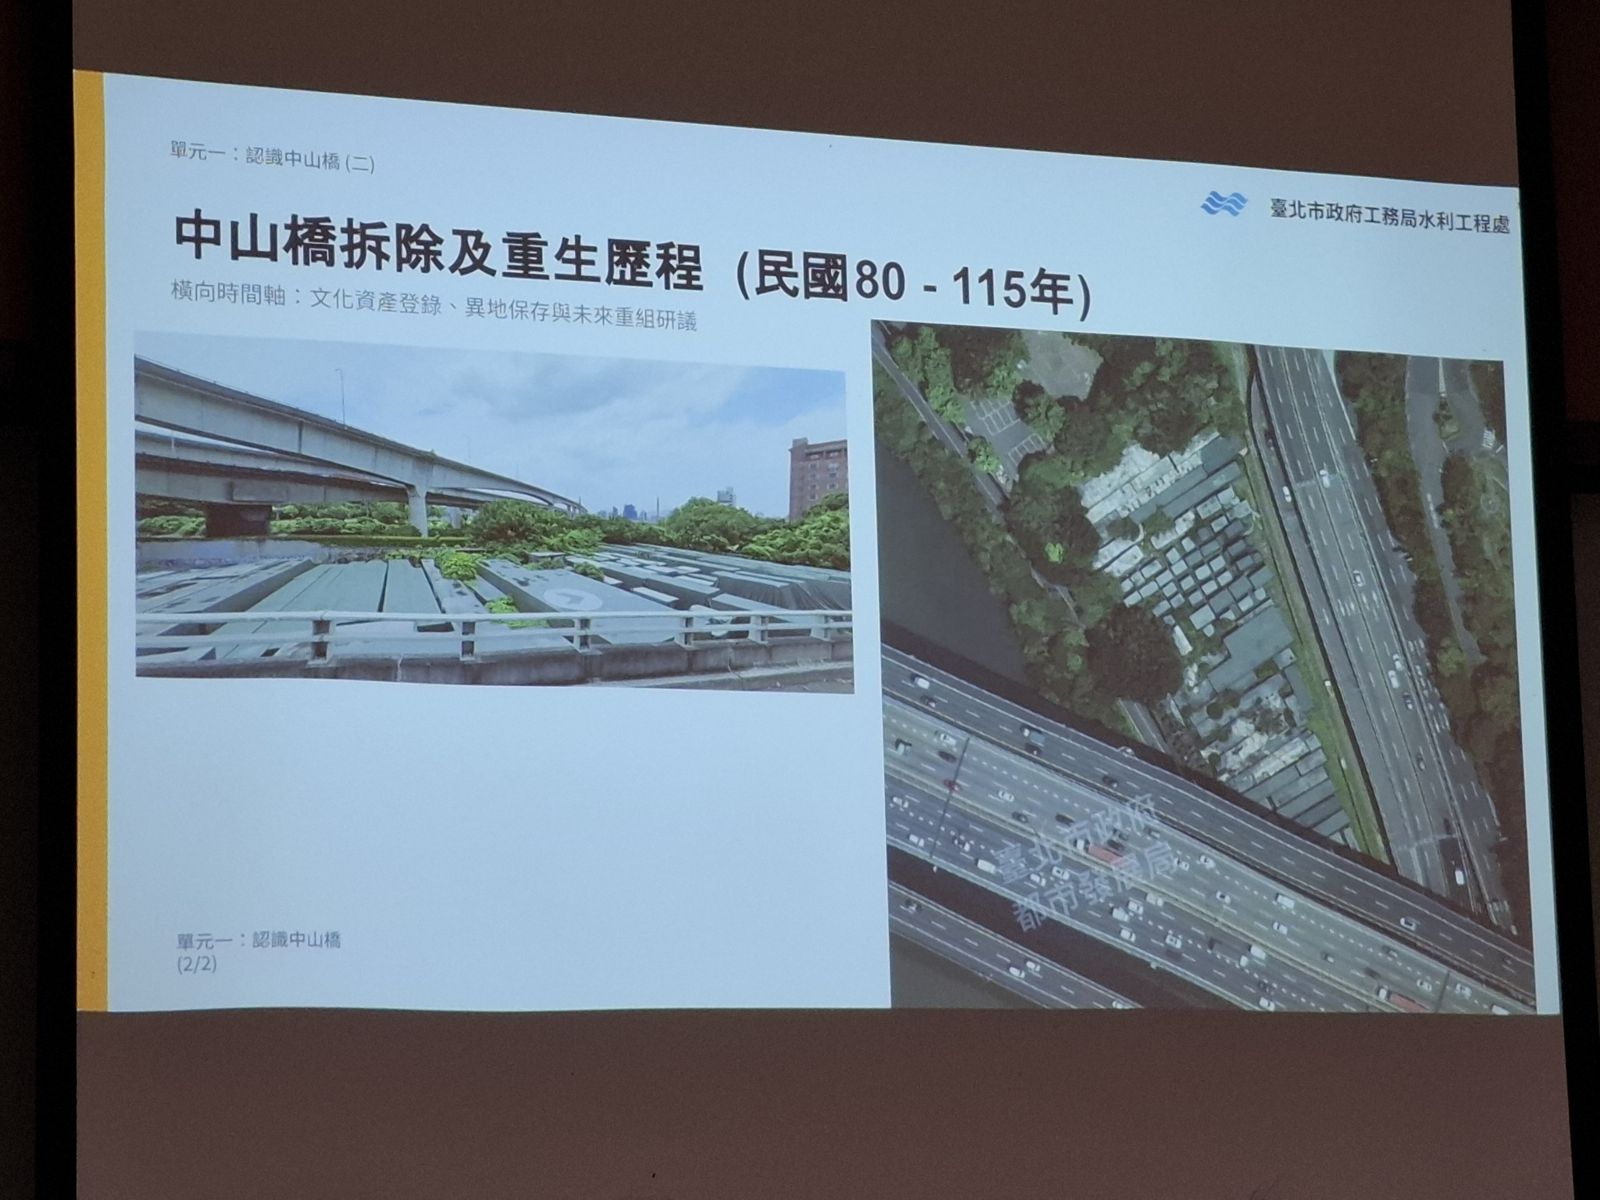 單元一：認識中山橋 (二)
臺北市政府工務局水利工程處
中山橋拆除及重生歷程 (民國80 - 115年)
橫向時間軸：文化資產登錄、異地保存與未來重組研議
臺北市政府
都市發展局
單元一：認識中山橋
(2/2)